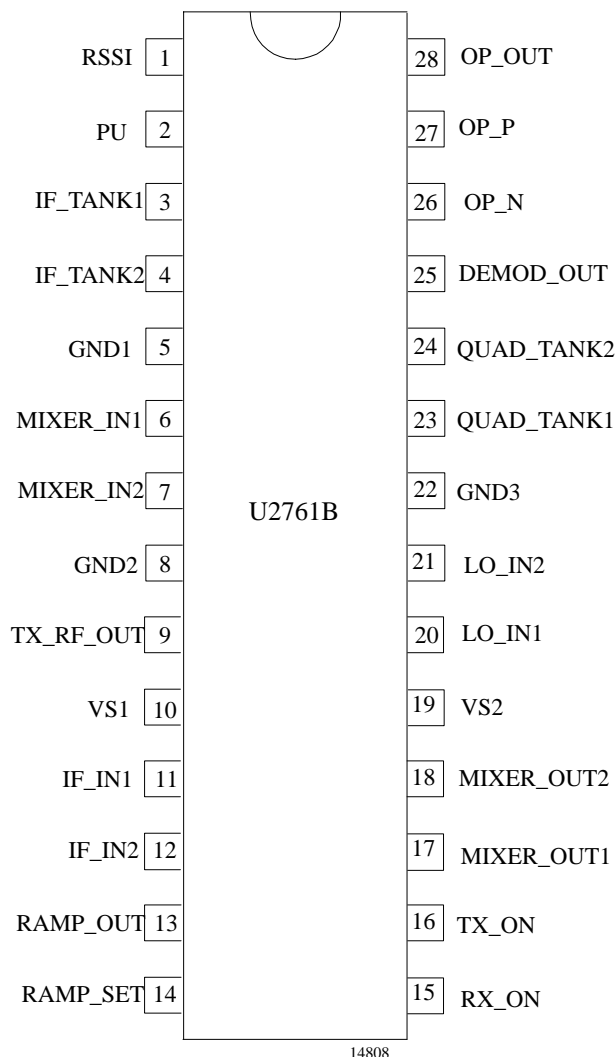 RSSI 1 28 OP_OUT
PU 2 27 OP_P
IF_TANK1 3 26 OP_N
IF_TANK2 4 25 DEMOD_OUT
GND1 5 24 QUAD_TANK2
MIXER_IN1 6 23 QUAD_TANK1
MIXER_IN2 7 22 GND3
U2761B
GND2 8 21 LO_IN2
TX_RF_OUT 9 20 LO_IN1
VS1 10 19 VS2
IF_IN1 11 18 MIXER_OUT2
IF_IN2 12 17 MIXER_OUT1
RAMP_OUT 13 16 TX_ON
RAMP_SET 14 15 RX_ON
14808